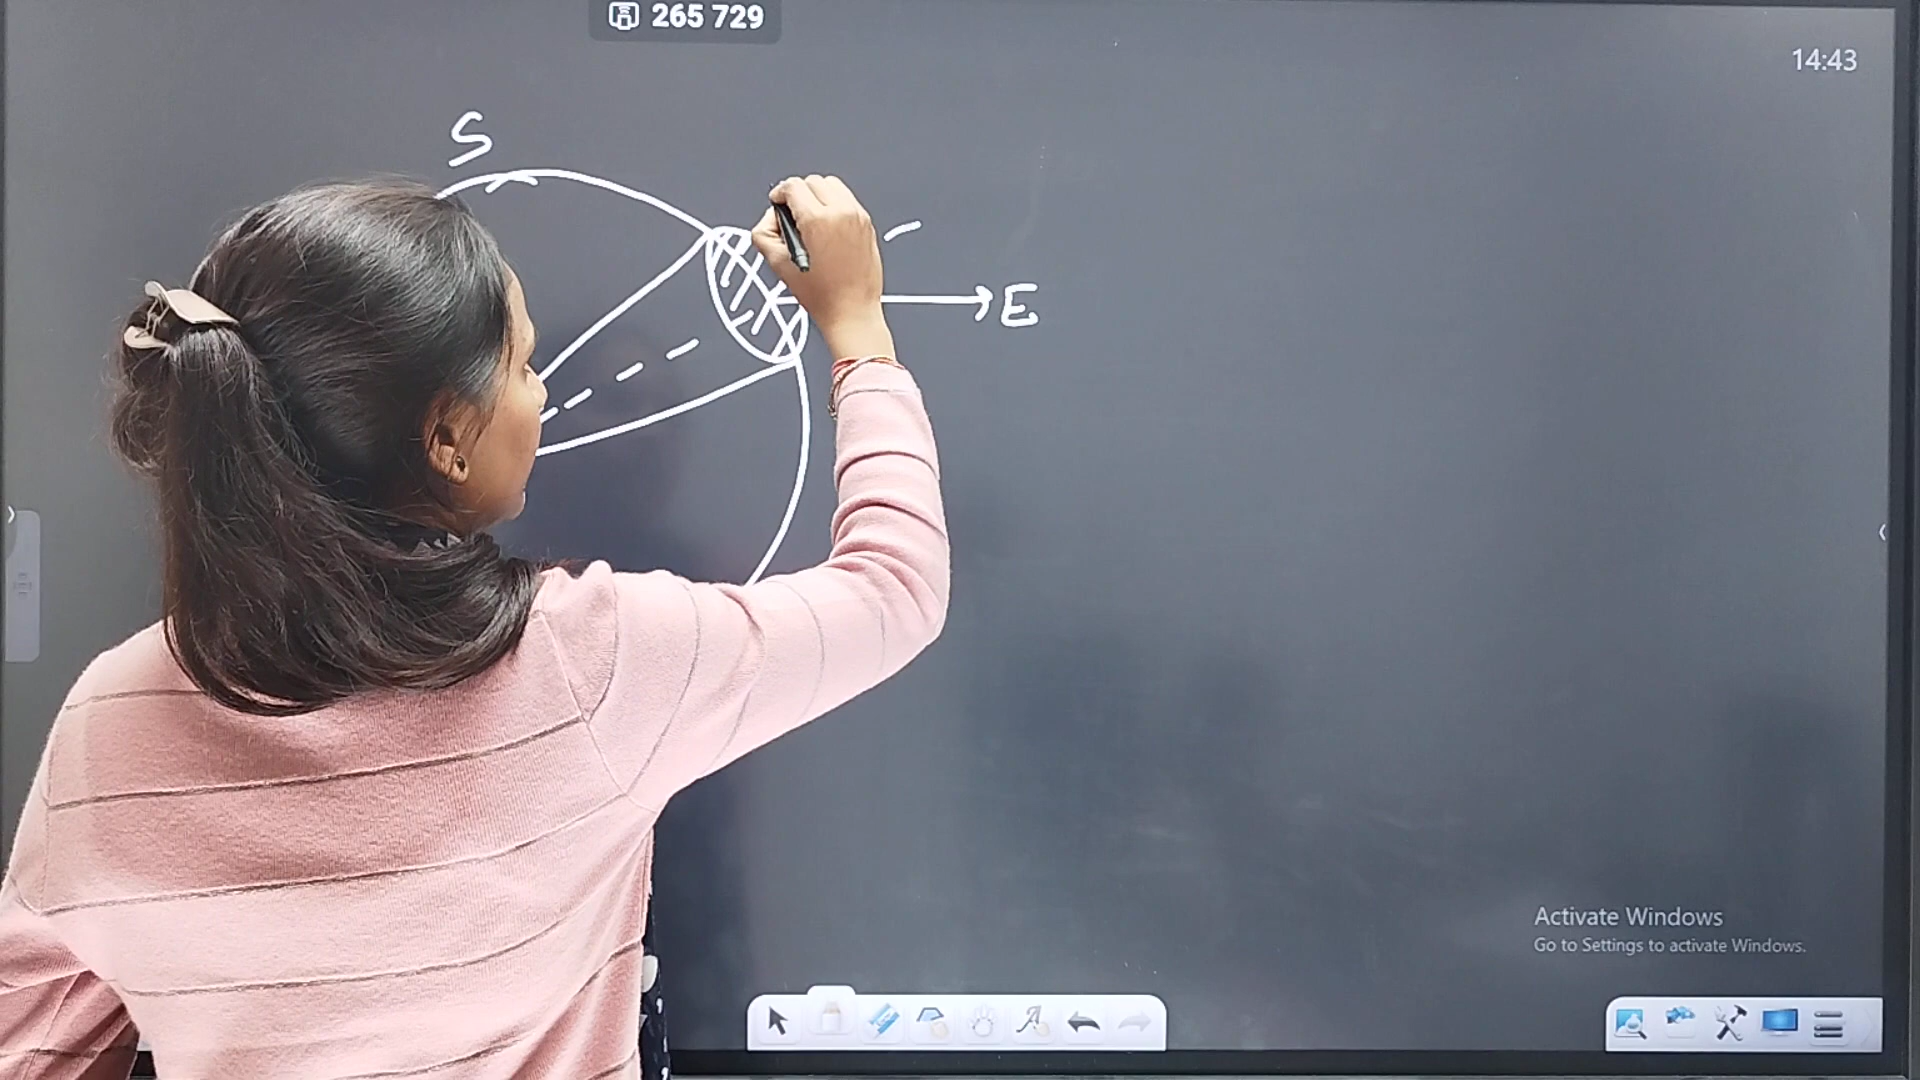 265 729
14:43
S
E
Activate Windows
Go to Settings to activate Windows.